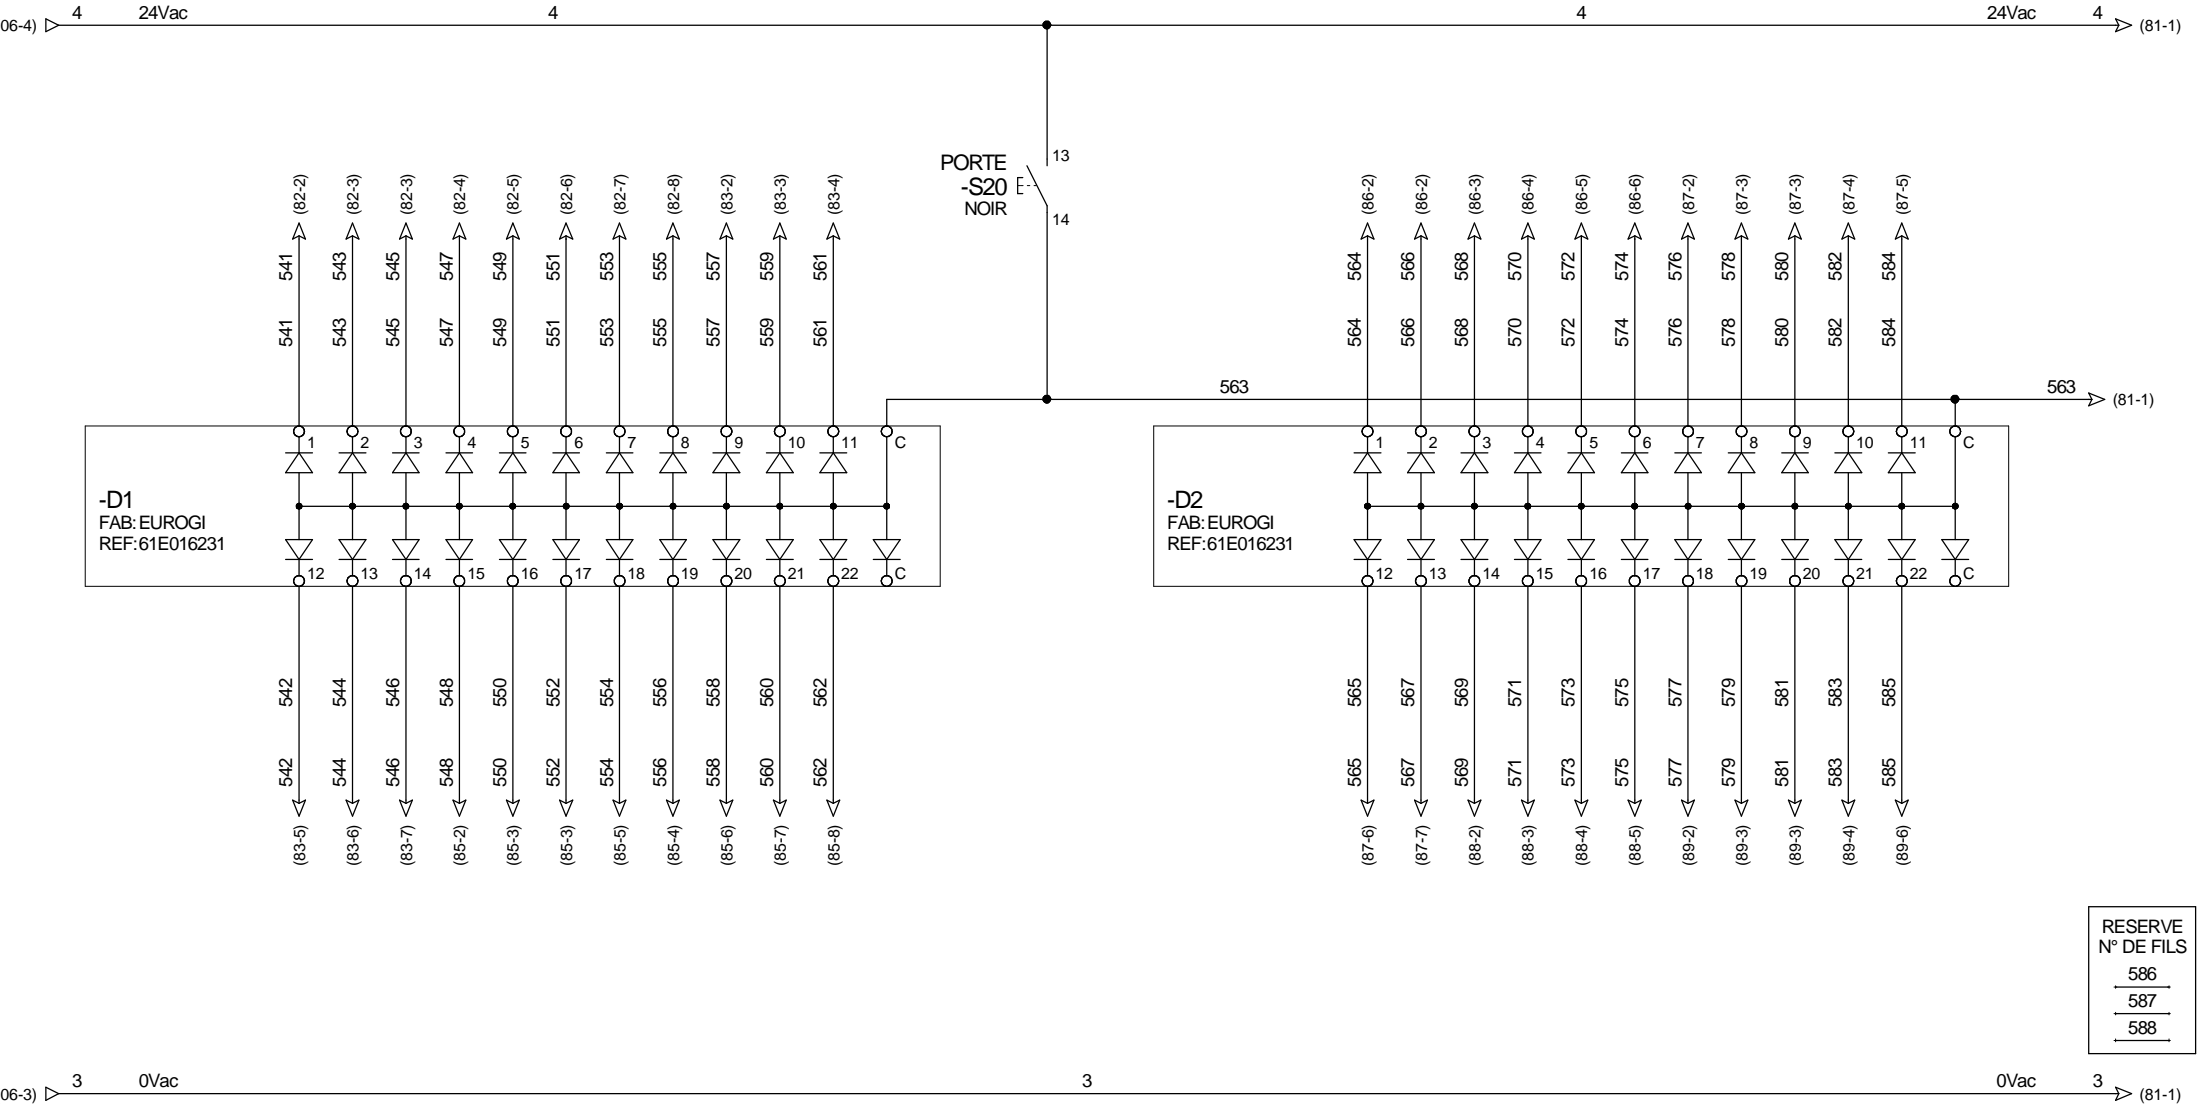 4 24Vac 4 4 24Vac 4
06-4) (81-1)
13
PORTE
-S20
NOIR
14
(82-2) (82-3) (82-3) (82-4) (82-5) (82-6) (82-7) (82-8) (83-2) (83-3) (83-4)
541 543 545 547 549 551 553 555 557 559 561
541 543 545 547 549 551 553 555 557 559 561
(86-2) (86-2) (86-3) (86-4) (86-5) (86-6) (87-2) (87-3) (87-3) (87-4) (87-5)
564 566 568 570 572 574 576 578 580 582 584
564 566 568 570 572 574 576 578 580 582 584
563 563 (81-1)
1 2 3 4 5 6 7 8 9 10 11 C
-D1
FAB: EUROGI
REF: 61E016231
12 13 14 15 16 17 18 19 20 21 22 C
1 2 3 4 5 6 7 8 9 10 11 C
-D2
FAB: EUROGI
REF: 61E016231
12 13 14 15 16 17 18 19 20 21 22 C
542 544 546 548 550 552 554 556 558 560 562
542 544 546 548 550 552 554 556 558 560 562
(83-5) (83-6) (83-7) (85-2) (85-3) (85-3) (85-5) (85-4) (85-6) (85-7) (85-8)
565 567 569 571 573 575 577 579 581 583 585
565 567 569 571 573 575 577 579 581 583 585
(87-6) (87-7) (88-2) (88-3) (88-4) (88-5) (89-2) (89-3) (89-3) (89-4) (89-6)
RESERVE
N° DE FILS
586
587
588
3 0Vac 3 0Vac 3
06-3) (81-1)